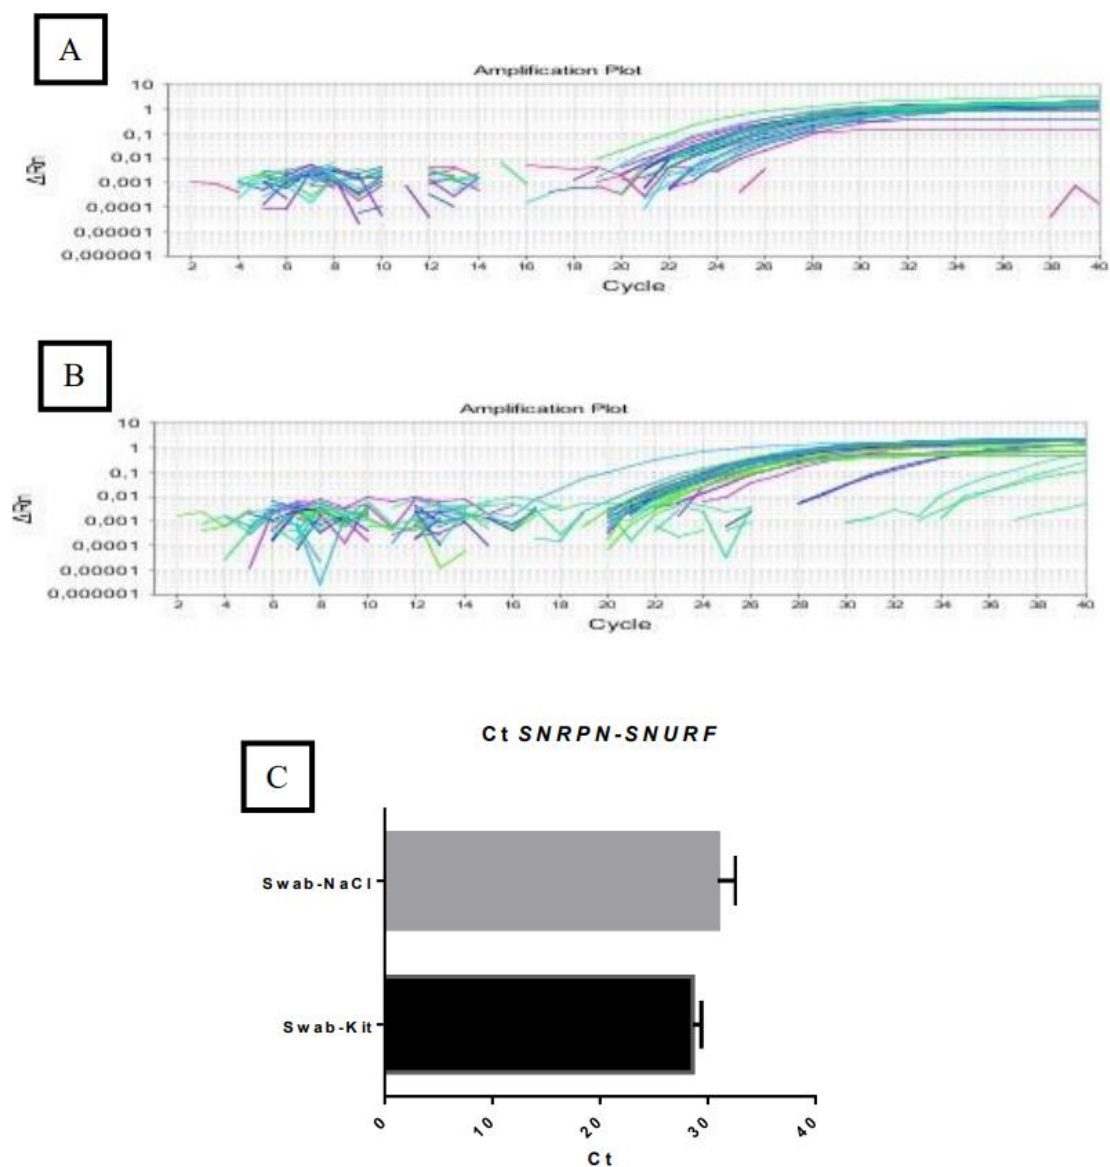 A
Amplification Plot
10
1
0,1
0,01
0,001
0,0001
0,00001
0,000001
ΔRn
2 4 6 8 10 12 14 16 18 20 22 24 26 28 30 32 34 36 38 40
Cycle
B
Amplification Plot
10
1
0,1
0,01
0,001
0,0001
0,00001
0,000001
ΔRn
2 4 6 8 10 12 14 16 18 20 22 24 26 28 30 32 34 36 38 40
Cycle
Ct SNRPN-SNURF
C
Swab-NaCl
Swab-Kit
0 10 20 30 40
Ct